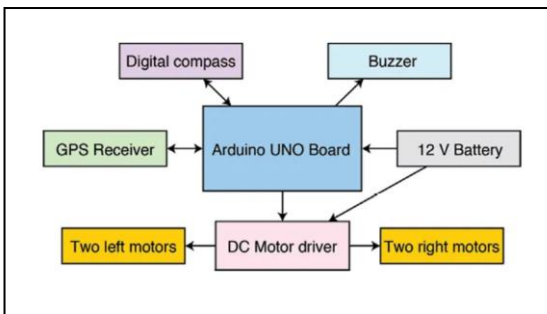 Digital compass
Buzzer
GPS Receiver
Arduino UNO Board
12 V Battery
Two left motors
DC Motor driver
Two right motors